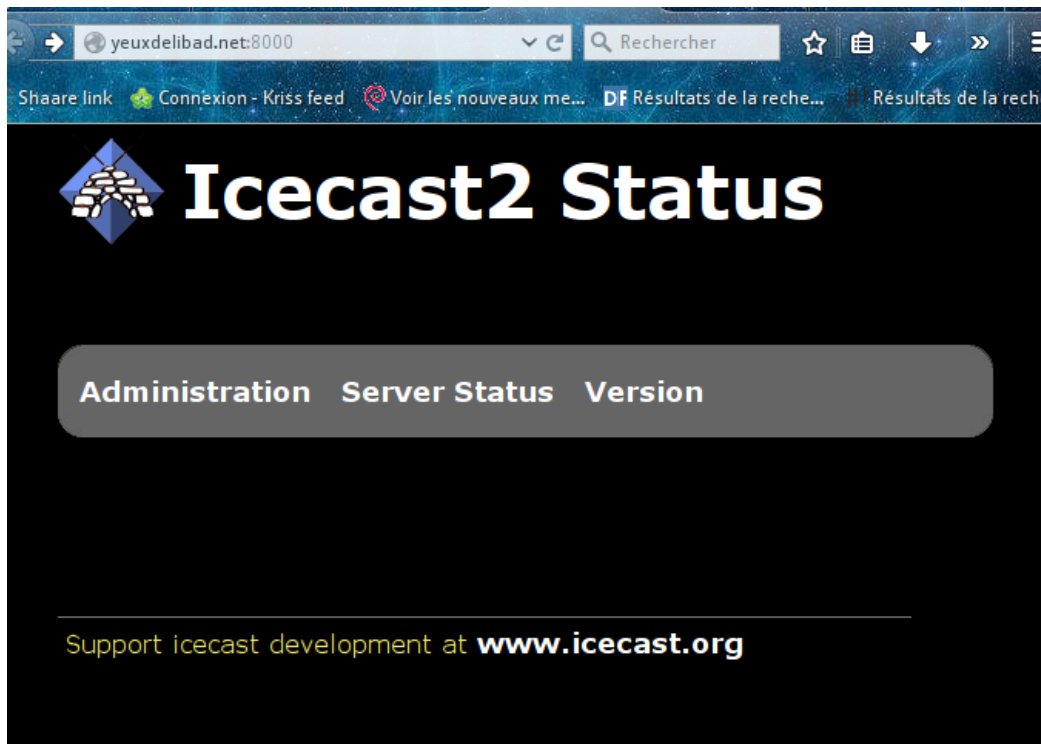 yeuxdelibad.net:8000 Rechercher »
Shaare link Connexion - Kriss feed Voir les nouveaux me... DF Résultats de la reche... #! Résultats de la rech
Icecast2 Status
Administration Server Status Version
Support icecast development at www.icecast.org